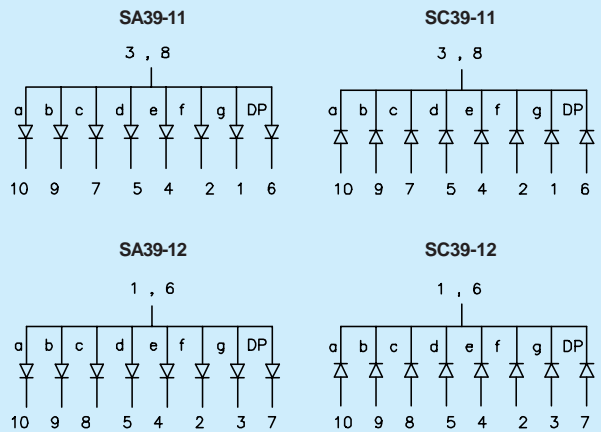 SA39-11
SC39-11
3 , 8
3 , 8
a b c d e f g DP
a b c d e f g DP
10 9 7 5 4 2 1 6
10 9 7 5 4 2 1 6
SA39-12
SC39-12
1 , 6
1 , 6
a b c d e f g DP
a b c d e f g DP
10 9 8 5 4 2 3 7
10 9 8 5 4 2 3 7